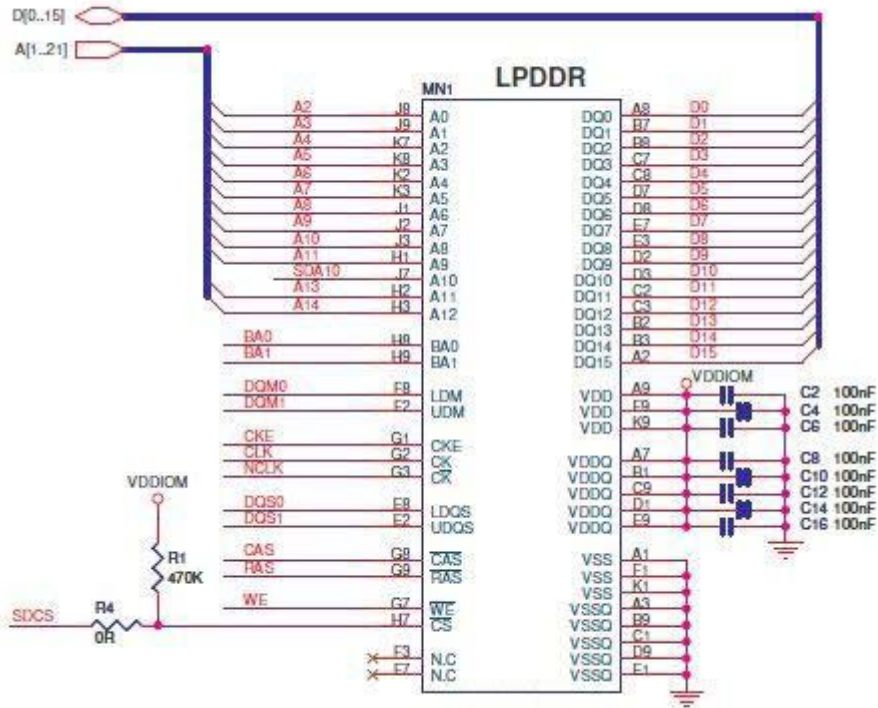 D[0..15]
A[1..21]
LPDDR
MN1
A2 J8 A0 DQ0 A8 D0
A3 J9 A1 DQ1 B7 D1
A4 K7 A2 DQ2 B8 D2
A5 K8 A3 DQ3 C7 D3
A6 K2 A4 DQ4 C8 D4
A7 K3 A5 DQ5 D7 D5
A8 J1 A6 DQ6 D8 D6
A9 J2 A7 DQ7 E7 D7
A10 J3 A8 DQ8 E3 D8
A11 H1 A9 DQ9 D2 D9
SDA10 J7 A10 DQ10 D3 D10
A13 H2 A11 DQ11 C2 D11
A14 H3 A12 DQ12 C3 D12
DQ13 B2 D13
BA0 H8 BA0 DQ14 B3 D14
BA1 H9 BA1 DQ15 A2 D15
VDDIOM
DQM0 F8 LDM VDD A9 C2 100nF
DQM1 F2 UDM VDD F9 C4 100nF
VDD K9 C6 100nF
CKE G1 CKE
CLK G2 CK VDDQ A7 C8 100nF
NCLK G3 CK VDDQ B1 C10 100nF
VDDIOM
VDDQ C9 C12 100nF
DQS0 E8 LDQS VDDQ D1 C14 100nF
DQS1 E2 UDQS VDDQ E9 C16 100nF
R1
470K
CAS G8 CAS VSS A1
RAS G9 RAS VSS F1
VSS K1
WE G7 WE VSSQ A3
SDCS R4 0R H7 CS VSSQ B9
VSSQ C1
F3 N.C VSSQ D9
F7 N.C VSSQ E1